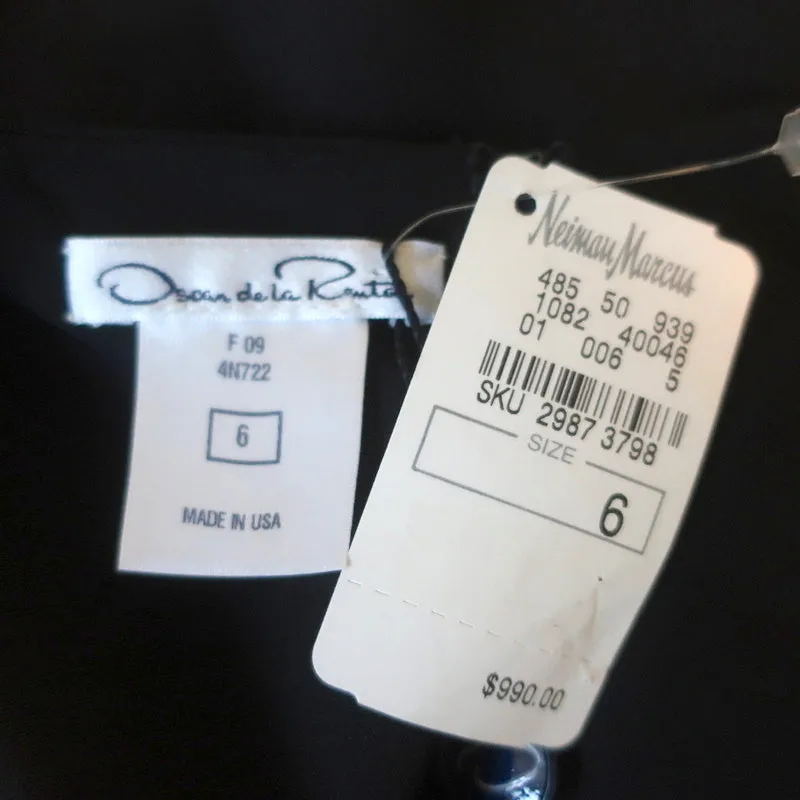 Oscar de la Renta
F 09
4N722
6
MADE IN USA
Neiman Marcus
485 50 939
1082 40046
01 006 5
SKU 2987 3798
SIZE
6
$990.00